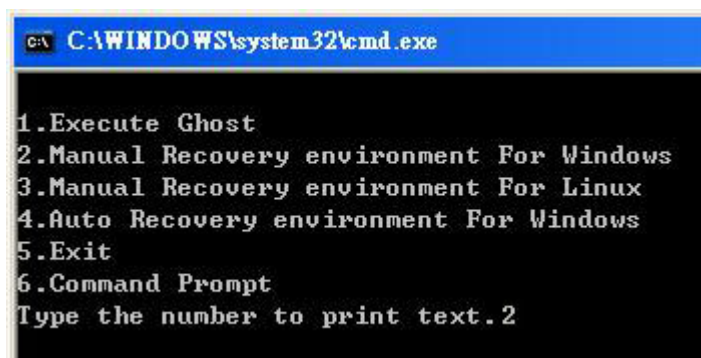 C:\WINDOWS\system32\cmd.exe
1.Execute Ghost
2.Manual Recovery environment For Windows
3.Manual Recovery environment For Linux
4.Auto Recovery environment For Windows
5.Exit
6.Command Prompt
Type the number to print text.2